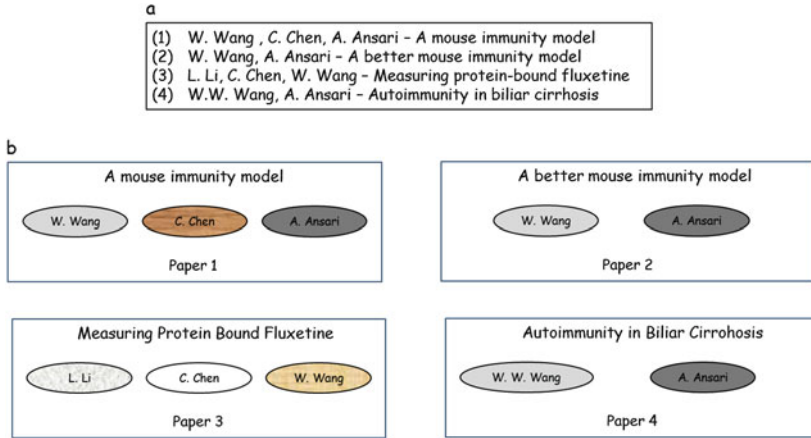 a
(1) W. Wang , C. Chen, A. Ansari – A mouse immunity model
(2) W. Wang, A. Ansari – A better mouse immunity model
(3) L. Li, C. Chen, W. Wang – Measuring protein-bound fluxetine
(4) W.W. Wang, A. Ansari – Autoimmunity in biliar cirrhosis
b
A mouse immunity model
W. Wang C. Chen A. Ansari
Paper 1
A better mouse immunity model
W. Wang A. Ansari
Paper 2
Measuring Protein Bound Fluxetine
L. Li C. Chen W. Wang
Paper 3
Autoimmunity in Biliar Cirrohosis
W. W. Wang A. Ansari
Paper 4